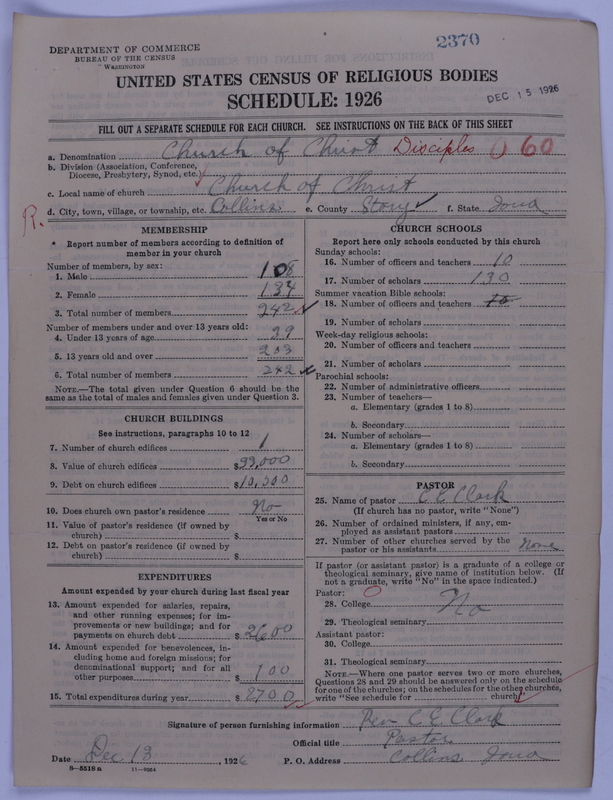 DEPARTMENT OF COMMERCE
BUREAU OF THE CENSUS
WASHINGTON
2370
UNITED STATES CENSUS OF RELIGIOUS BODIES
SCHEDULE: 1926
DEC 15 1926
FILL OUT A SEPARATE SCHEDULE FOR EACH CHURCH. SEE INSTRUCTIONS ON THE BACK OF THIS SHEET
a. Denomination Church of Christ Disciples 0 60
b. Division (Association, Conference, Diocese, Presbytery, Synod, etc.)
c. Local name of church Church of Christ
R. d. City, town, village, or township, etc. Collins e. County Story f. State Iowa
MEMBERSHIP
* Report number of members according to definition of member in your church
Number of members, by sex:
1. Male 108
2. Female 134
3. Total number of members 242
Number of members under and over 13 years old:
4. Under 13 years of age 39
5. 13 years old and over 203
6. Total number of members 242
NOTE.—The total given under Question 6 should be the same as the total of males and females given under Question 3.
CHURCH BUILDINGS
See instructions, paragraphs 10 to 12
7. Number of church edifices 1
8. Value of church edifices $33,000
9. Debt on church edifices $10,300
10. Does church own pastor's residence No
Yes or No
11. Value of pastor's residence (if owned by church) $
12. Debt on pastor's residence (if owned by church) $
EXPENDITURES
Amount expended by your church during last fiscal year
13. Amount expended for salaries, repairs, and other running expenses; for improvements or new buildings; and for payments on church debt $ 2600
14. Amount expended for benevolences, including home and foreign missions; for denominational support; and for all other purposes $ 100
15. Total expenditures during year $ 2700
CHURCH SCHOOLS
Report here only schools conducted by this church
Sunday schools:
16. Number of officers and teachers 10
17. Number of scholars 130
Summer vacation Bible schools:
18. Number of officers and teachers
19. Number of scholars
Week-day religious schools:
20. Number of officers and teachers
21. Number of scholars
Parochial schools:
22. Number of administrative officers
23. Number of teachers—
a. Elementary (grades 1 to 8)
b. Secondary
24. Number of scholars—
a. Elementary (grades 1 to 8)
b. Secondary
PASTOR
25. Name of pastor C E Clark
(If church has no pastor, write "None")
26. Number of ordained ministers, if any, employed as assistant pastors
27. Number of other churches served by the pastor or his assistants None
If pastor (or assistant pastor) is a graduate of a college or theological seminary, give name of institution below. (If not a graduate, write "No" in the space indicated.)
Pastor:
28. College No
29. Theological seminary
Assistant pastor:
30. College
31. Theological seminary
NOTE.—Where one pastor serves two or more churches, Questions 28 and 29 should be answered only on the schedule for one of the churches; on the schedules for the other churches, write "See schedule for church."
Signature of person furnishing information Rev C E Clark
Official title Pastor
Date Dec. 13, 1926 P. O. Address Collins Iowa
8—5518 a 11—9064